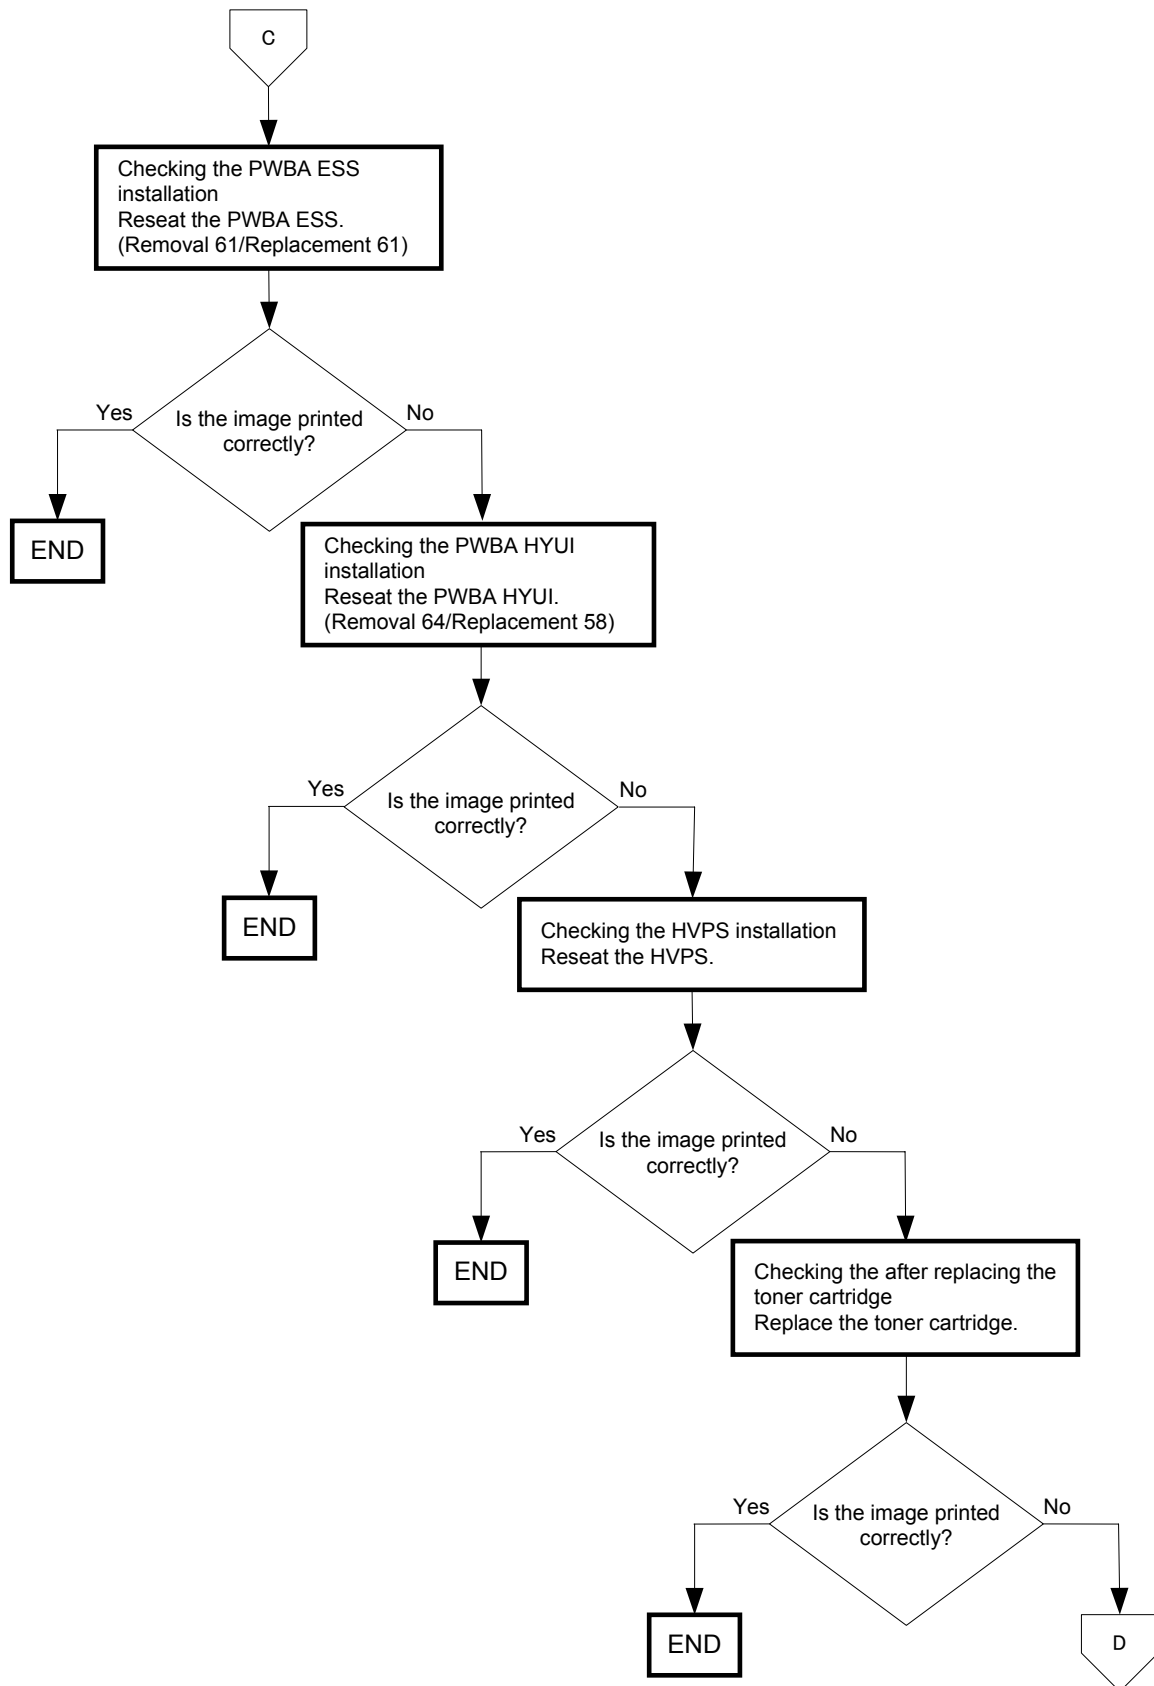 C
Checking the PWBA ESS
installation
Reseat the PWBA ESS.
(Removal 61/Replacement 61)
Yes
No
Is the image printed
correctly?
END
Checking the PWBA HYUI
installation
Reseat the PWBA HYUI.
(Removal 64/Replacement 58)
Yes
No
Is the image printed
correctly?
END
Checking the HVPS installation
Reseat the HVPS.
Yes
No
Is the image printed
correctly?
END
Checking the after replacing the
toner cartridge
Replace the toner cartridge.
Yes
No
Is the image printed
correctly?
END
D